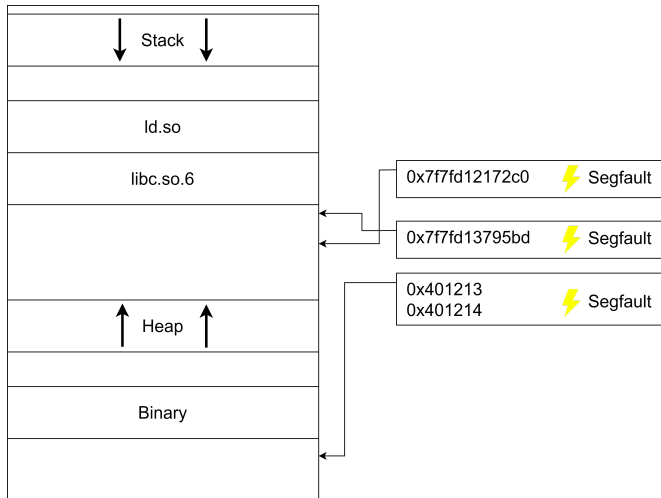 Stack
ld.so
libc.so.6
0x7f7fd12172c0 Segfault
0x7f7fd13795bd Segfault
0x401213
0x401214
Segfault
Heap
Binary